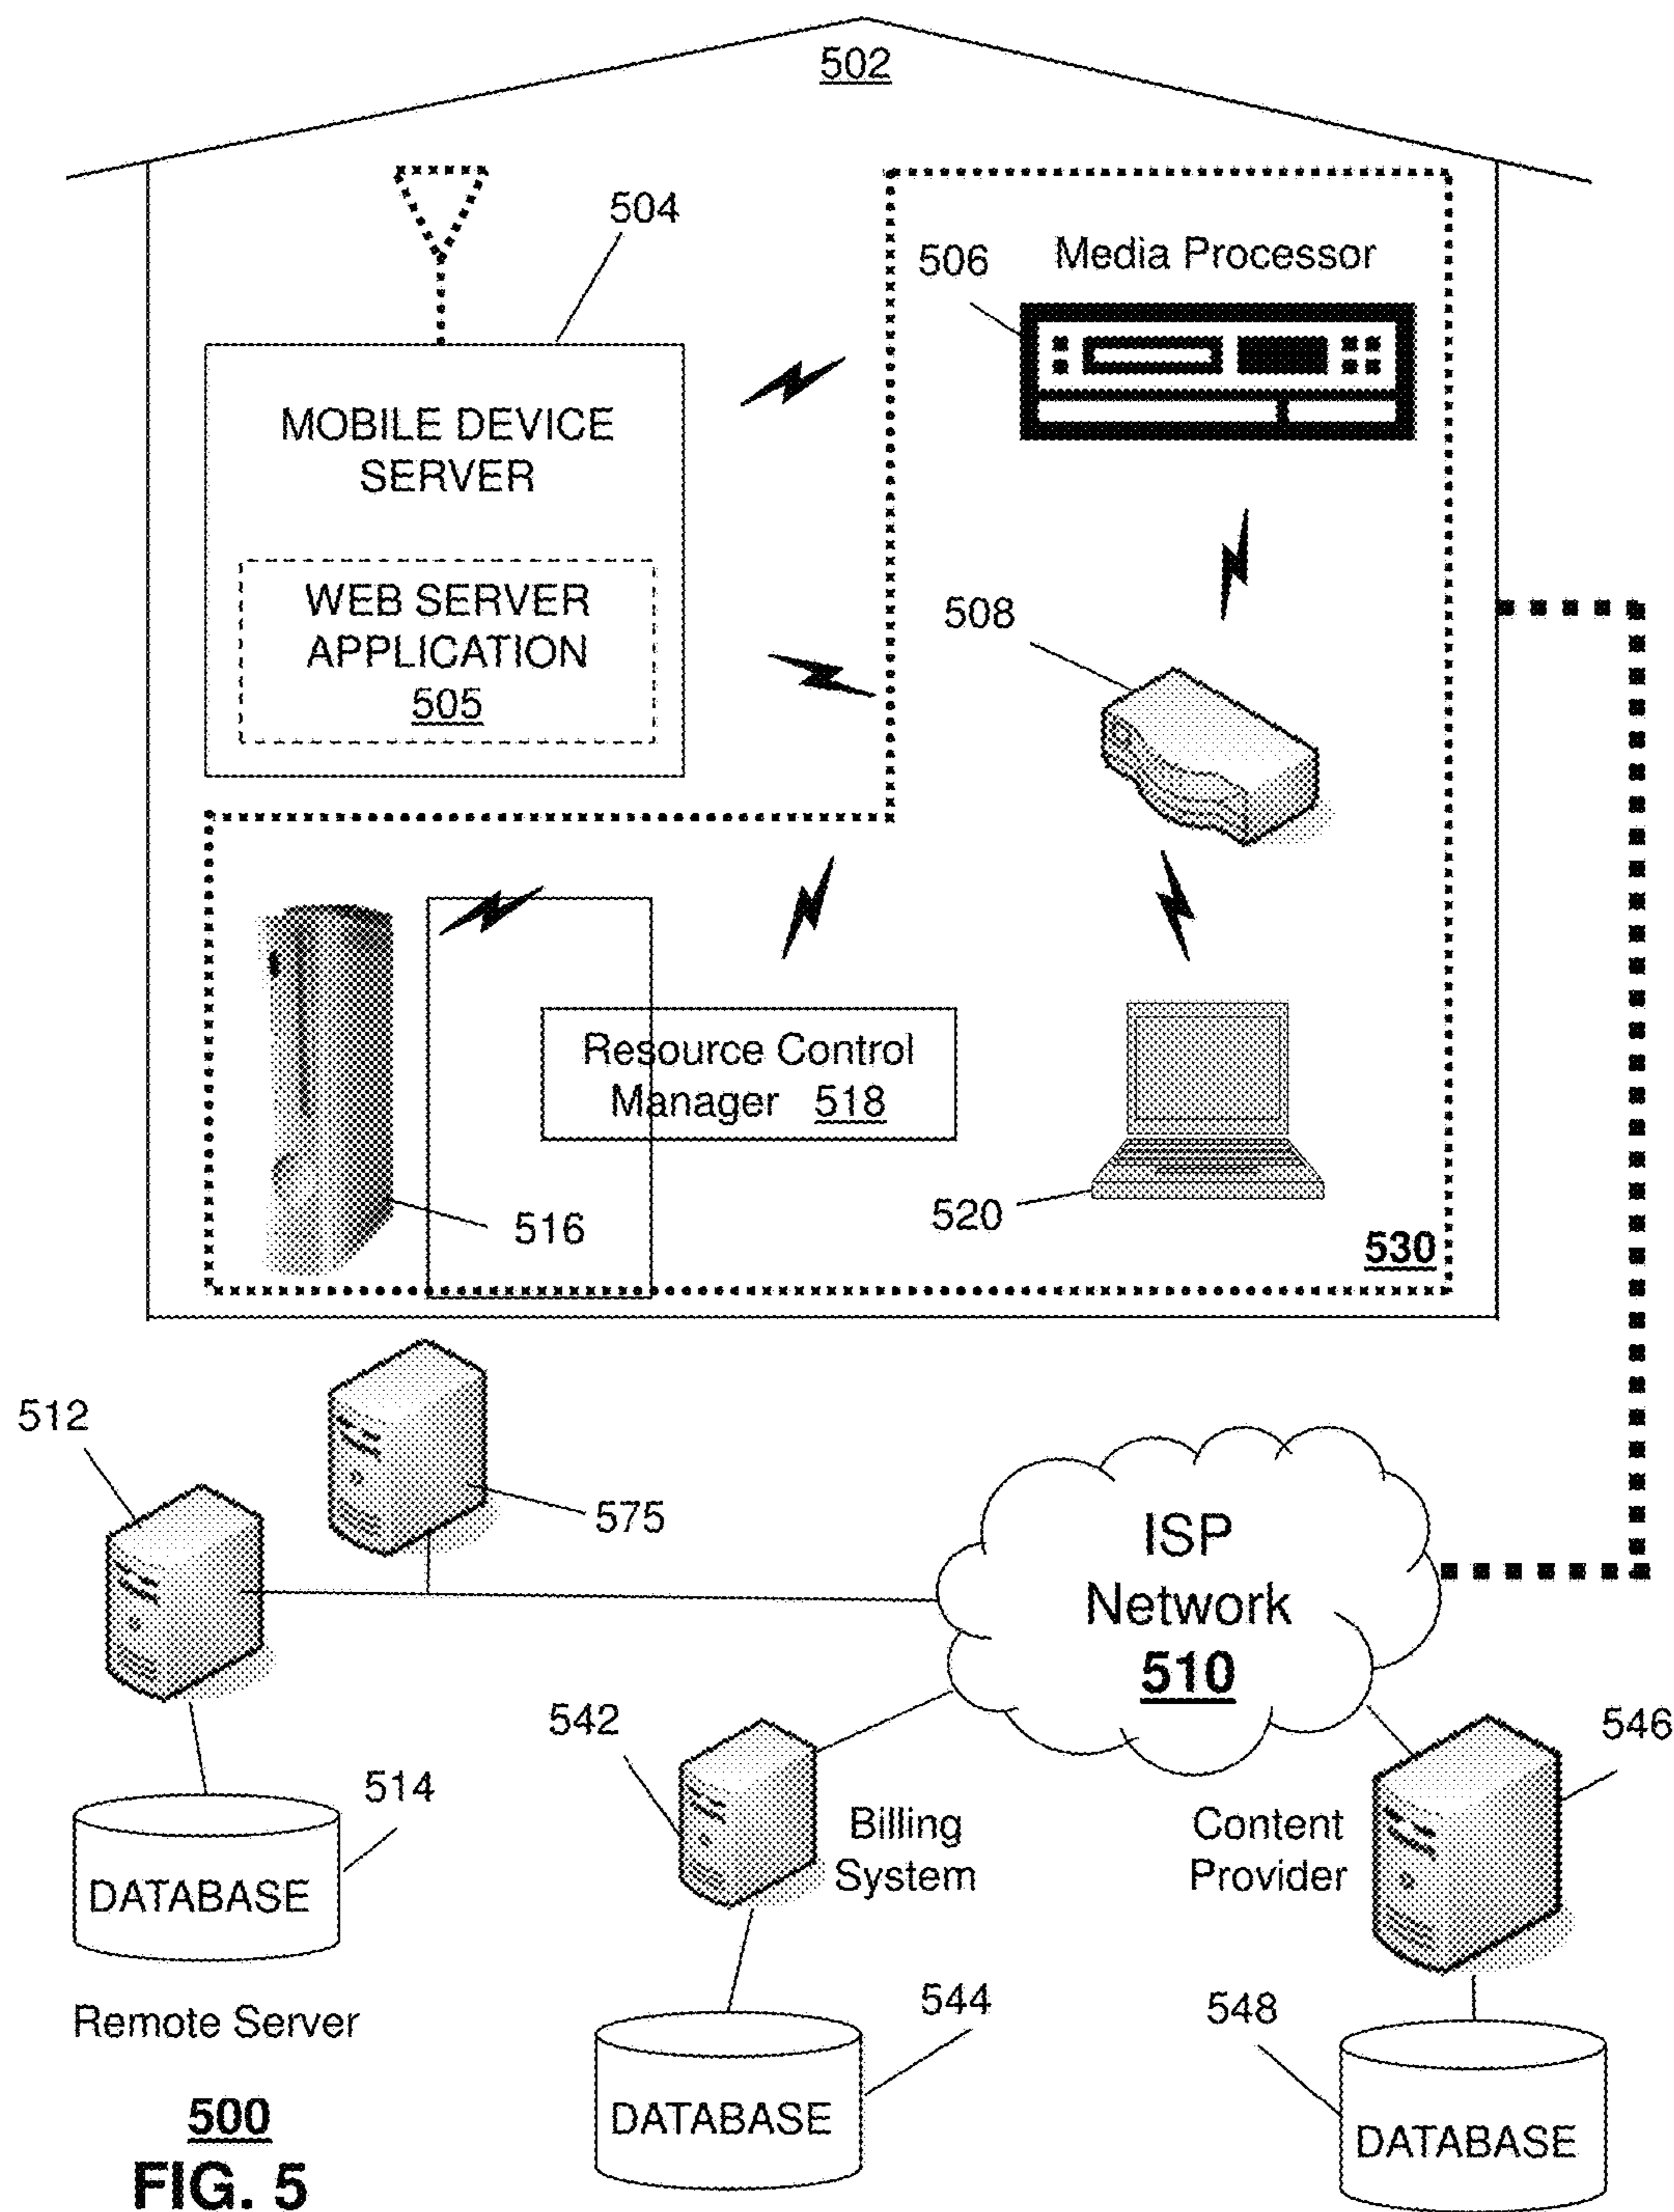 502
504
506
Media Processor
MOBILE DEVICE
SERVER
WEB SERVER
APPLICATION
505
508
Resource Control
Manager 518
516
520
530
512
575
ISP
Network
510
542
546
514
Billing
System
Content
Provider
DATABASE
Remote Server
544
548
DATABASE
DATABASE
500
FIG. 5